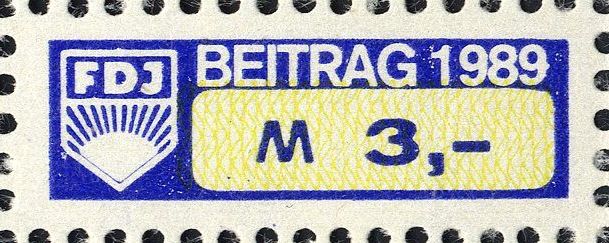 FDJ
BEITRAG 1989
M 3,-